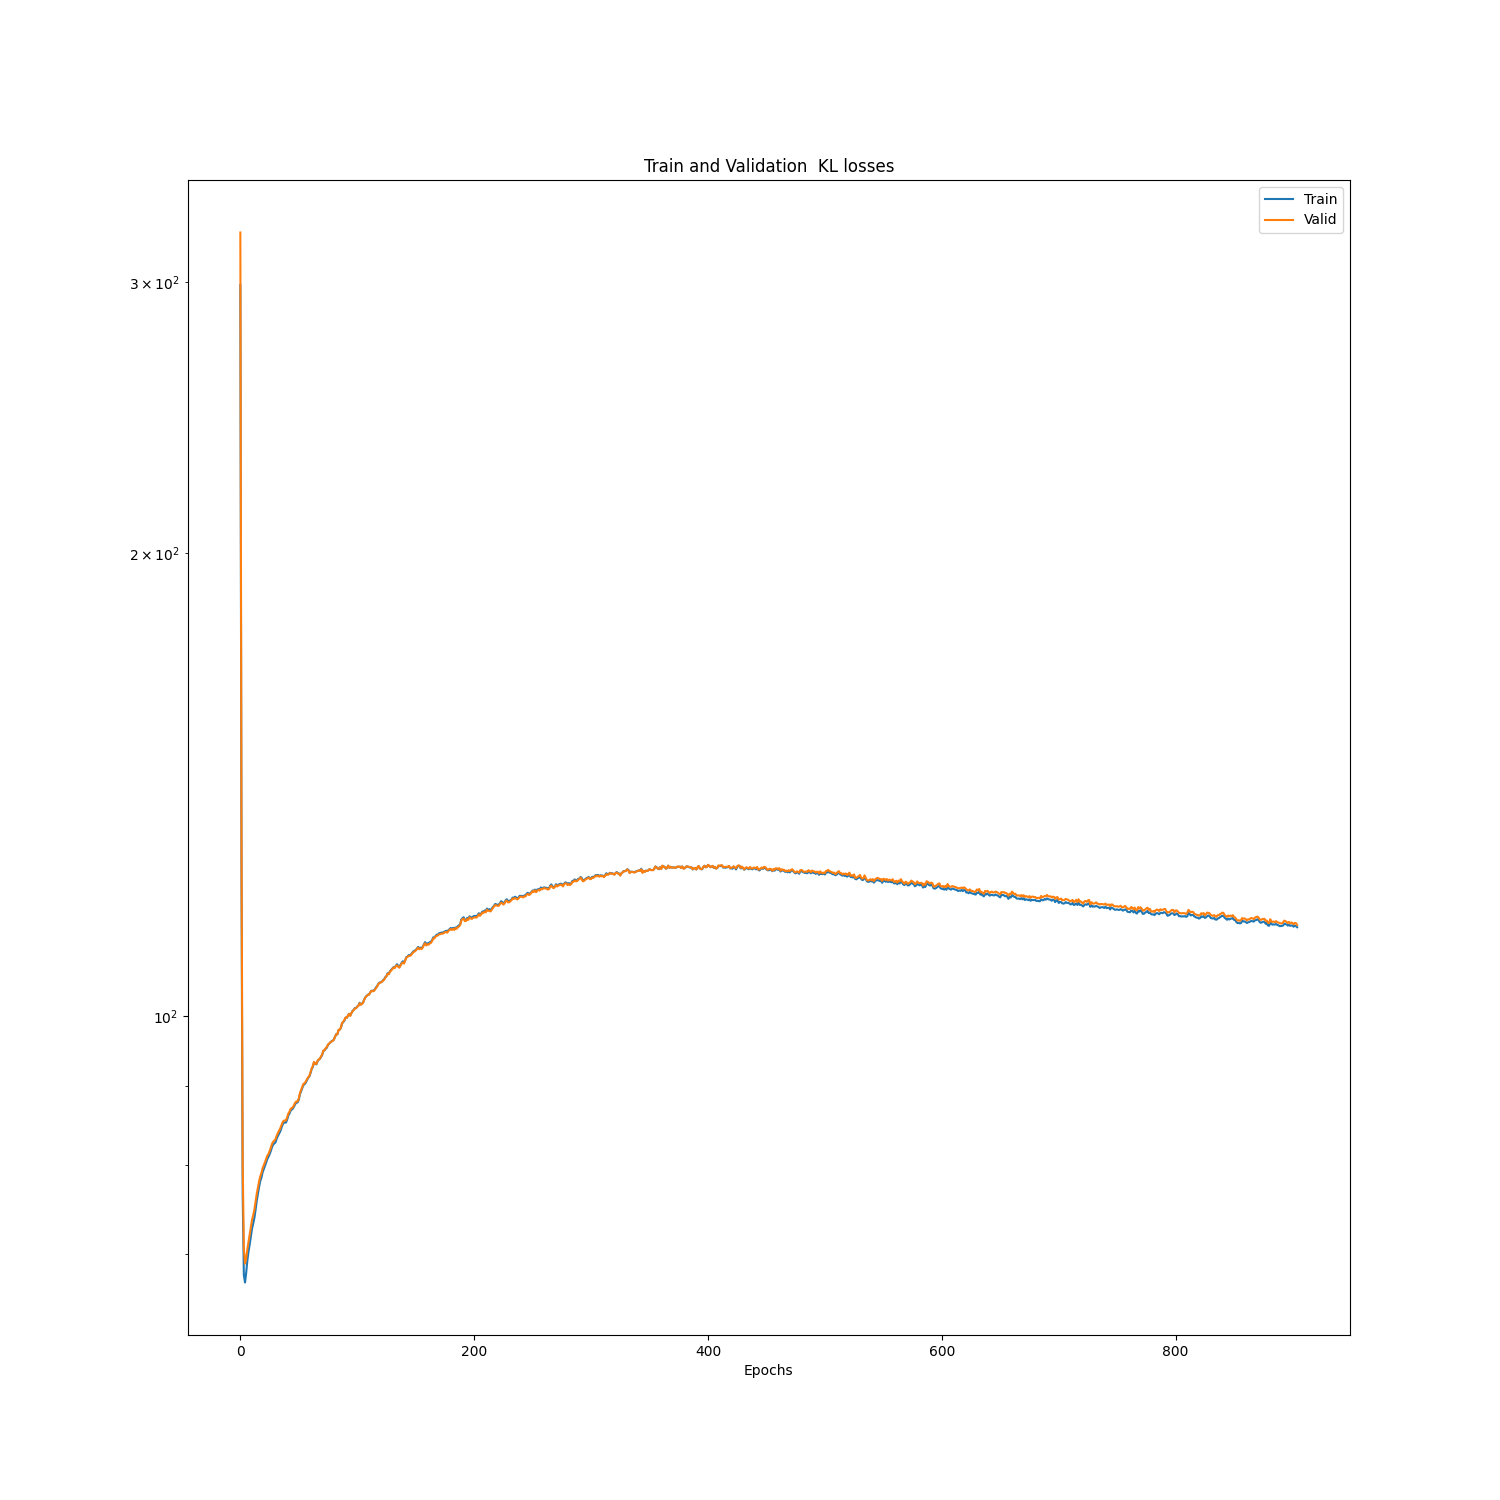 Train and Validation  KL losses
Train
Valid
3 × 10²
2 × 10²
10²
0 200 400 600 800
Epochs